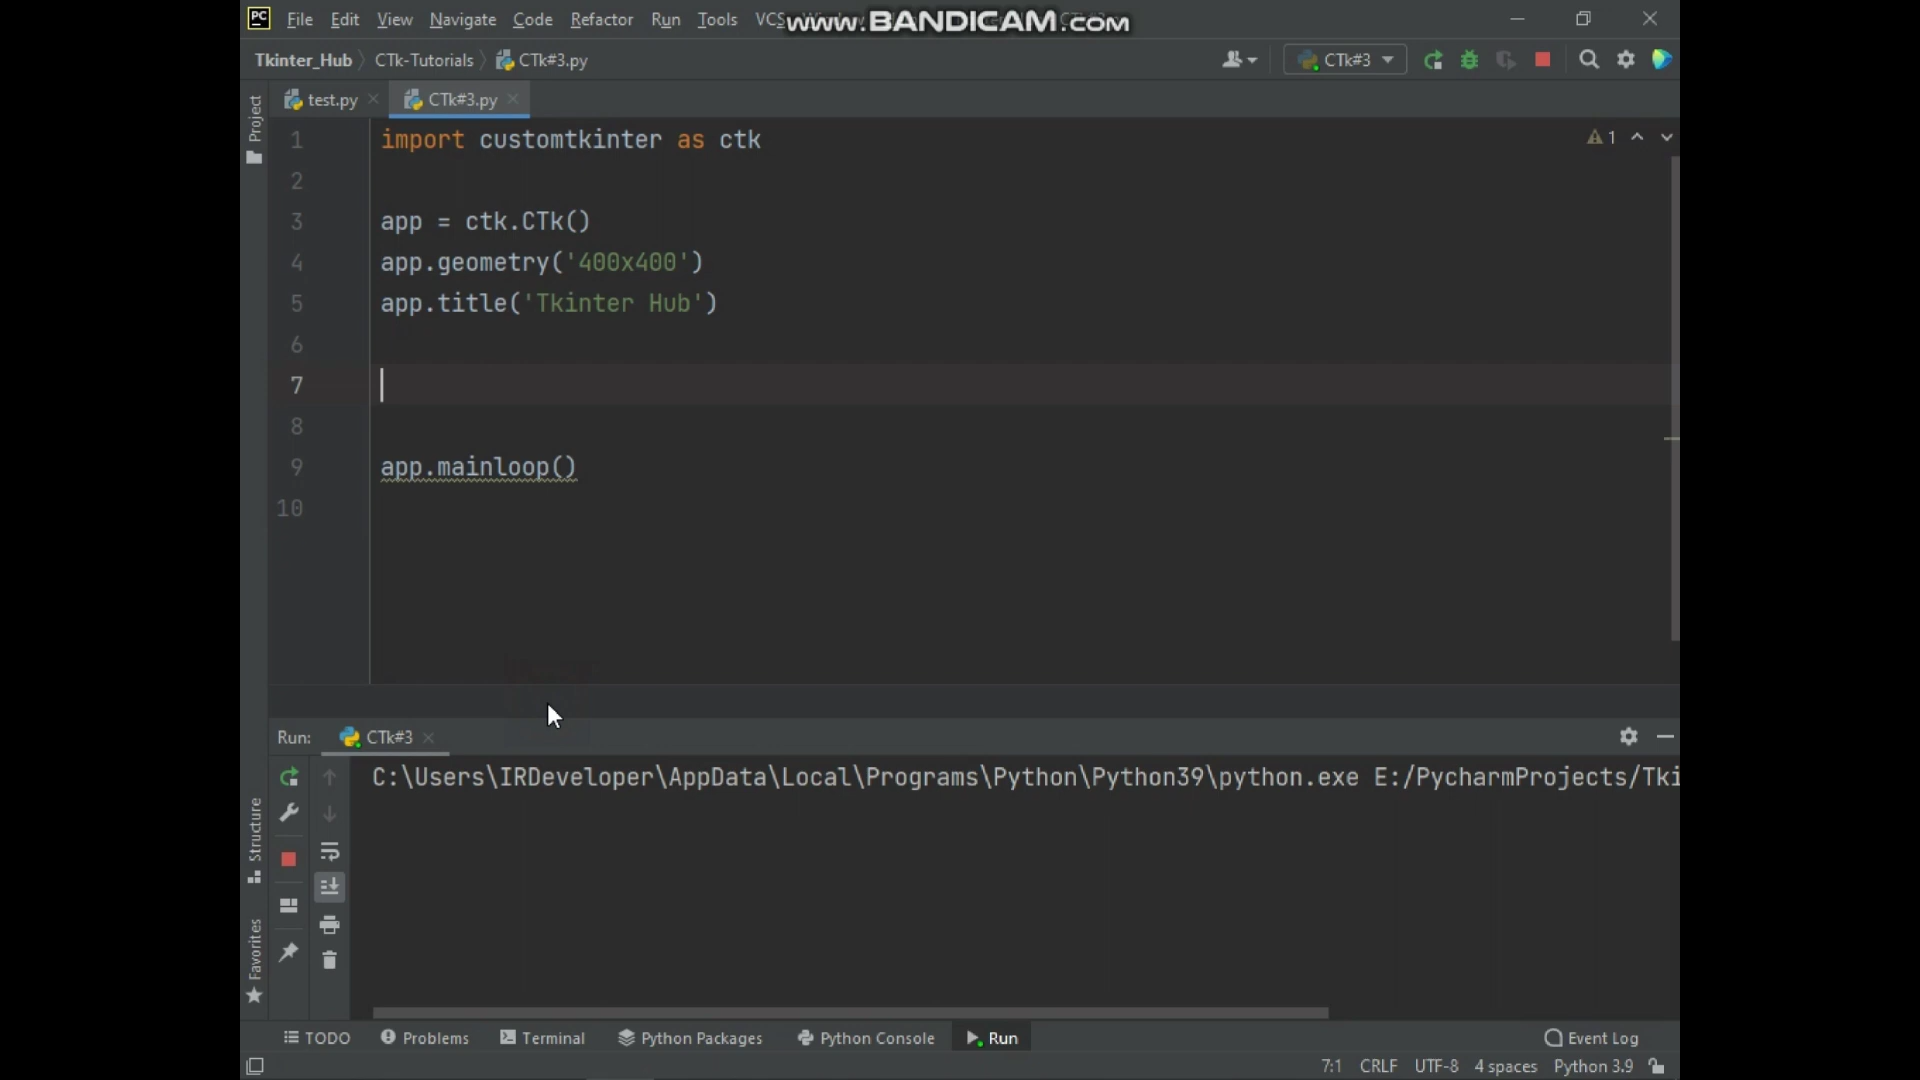 PC File Edit View Navigate Code Refactor Run Tools VCS
www.BANDICAM.com
Tkinter_Hub CTk-Tutorials CTk#3.py CTk#3
Project
test.py CTk#3.py
1 import customtkinter as ctk
1
2
3 app = ctk.CTk()
4 app.geometry('400x400')
5 app.title('Tkinter Hub')
6
7
8
9 app.mainloop()
10
Run: CTk#3
C:\Users\IRDeveloper\AppData\Local\Programs\Python\Python39\python.exe E:/PycharmProjects/Tki
Structure
Favorites
TODO Problems Terminal Python Packages Python Console Run Event Log
7:1 CRLF UTF-8 4 spaces Python 3.9